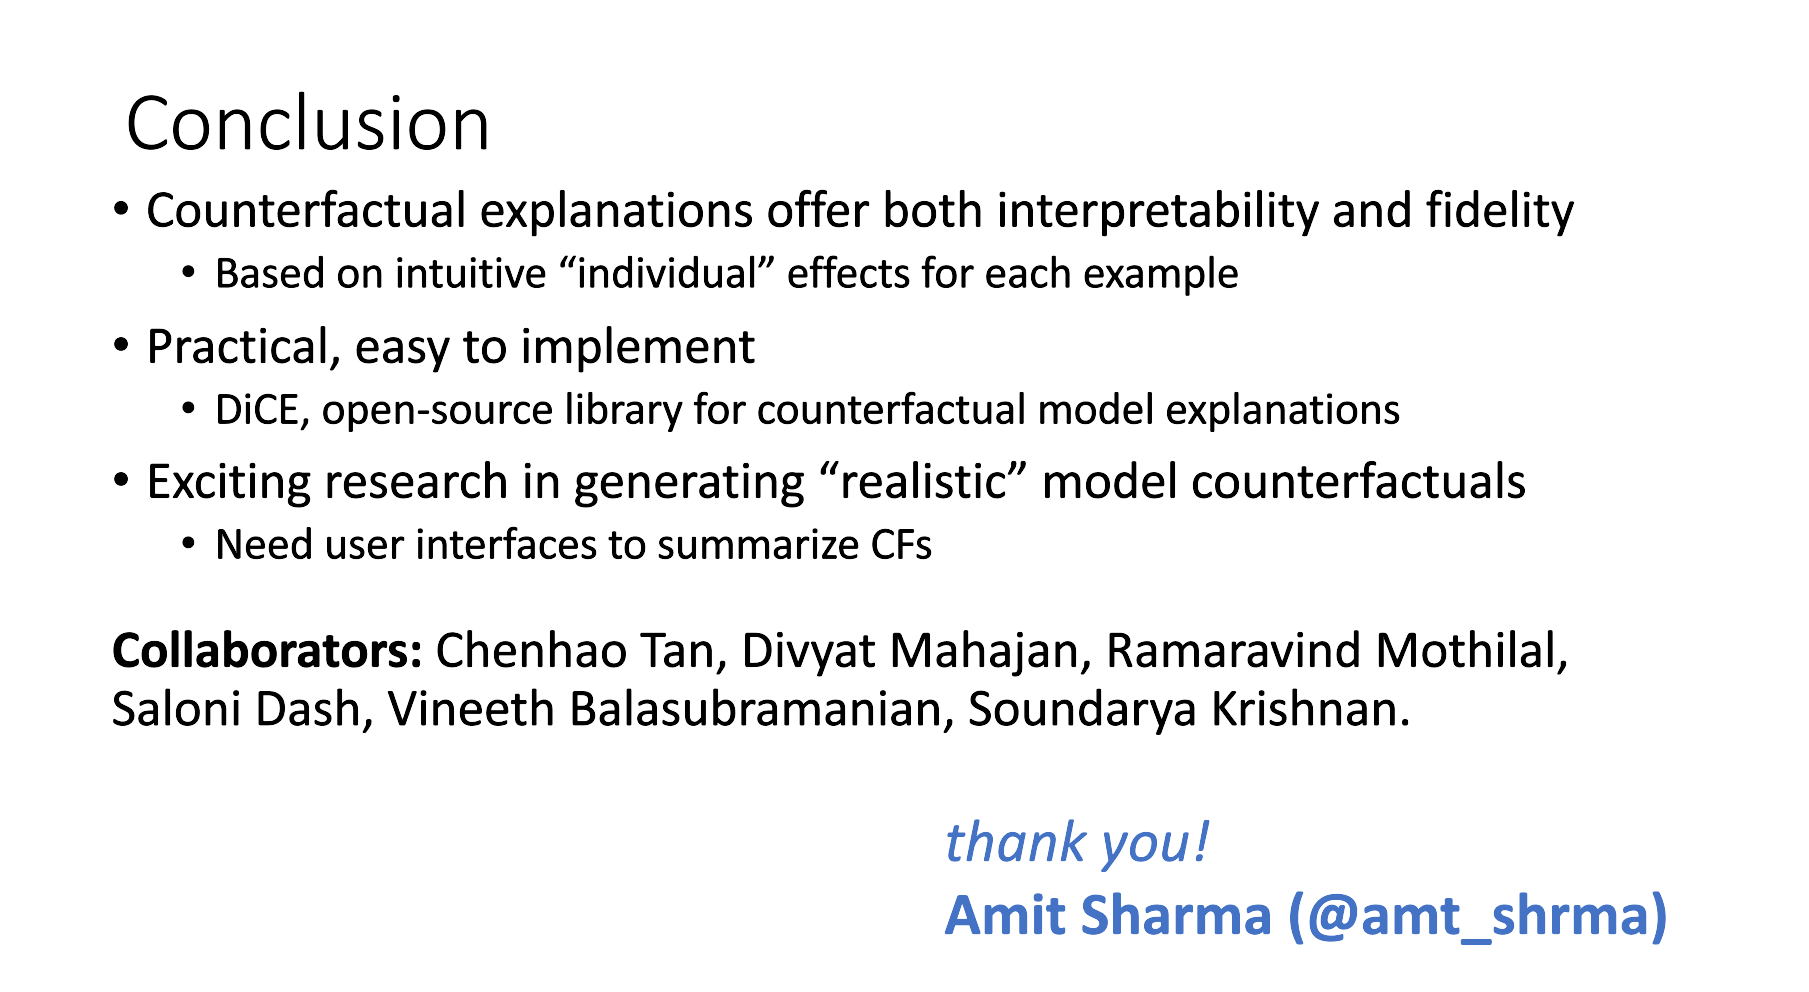 Conclusion
• Counterfactual explanations offer both interpretability and fidelity
• Based on intuitive “individual” effects for each example
• Practical, easy to implement
• DiCE, open-source library for counterfactual model explanations
• Exciting research in generating “realistic” model counterfactuals
• Need user interfaces to summarize CFs
Collaborators: Chenhao Tan, Divyat Mahajan, Ramaravind Mothilal,
Saloni Dash, Vineeth Balasubramanian, Soundarya Krishnan.
thank you!
Amit Sharma (@amt_shrma)